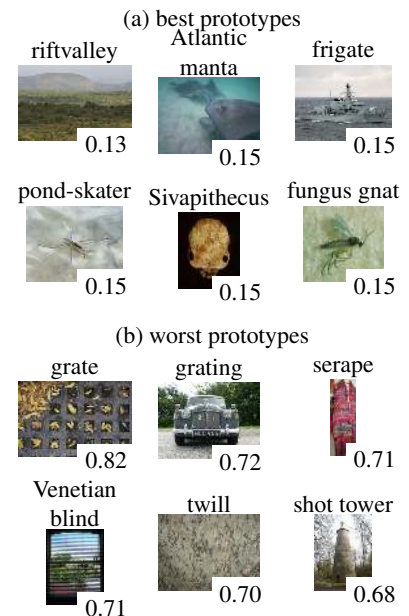 (a) best prototypes
riftvalley Atlantic manta frigate
0.13 0.15 0.15
pond-skater Sivapithecus fungus gnat
0.15 0.15 0.15
(b) worst prototypes
grate grating serape
0.82 0.72 0.71
Venetian blind twill shot tower
0.71 0.70 0.68